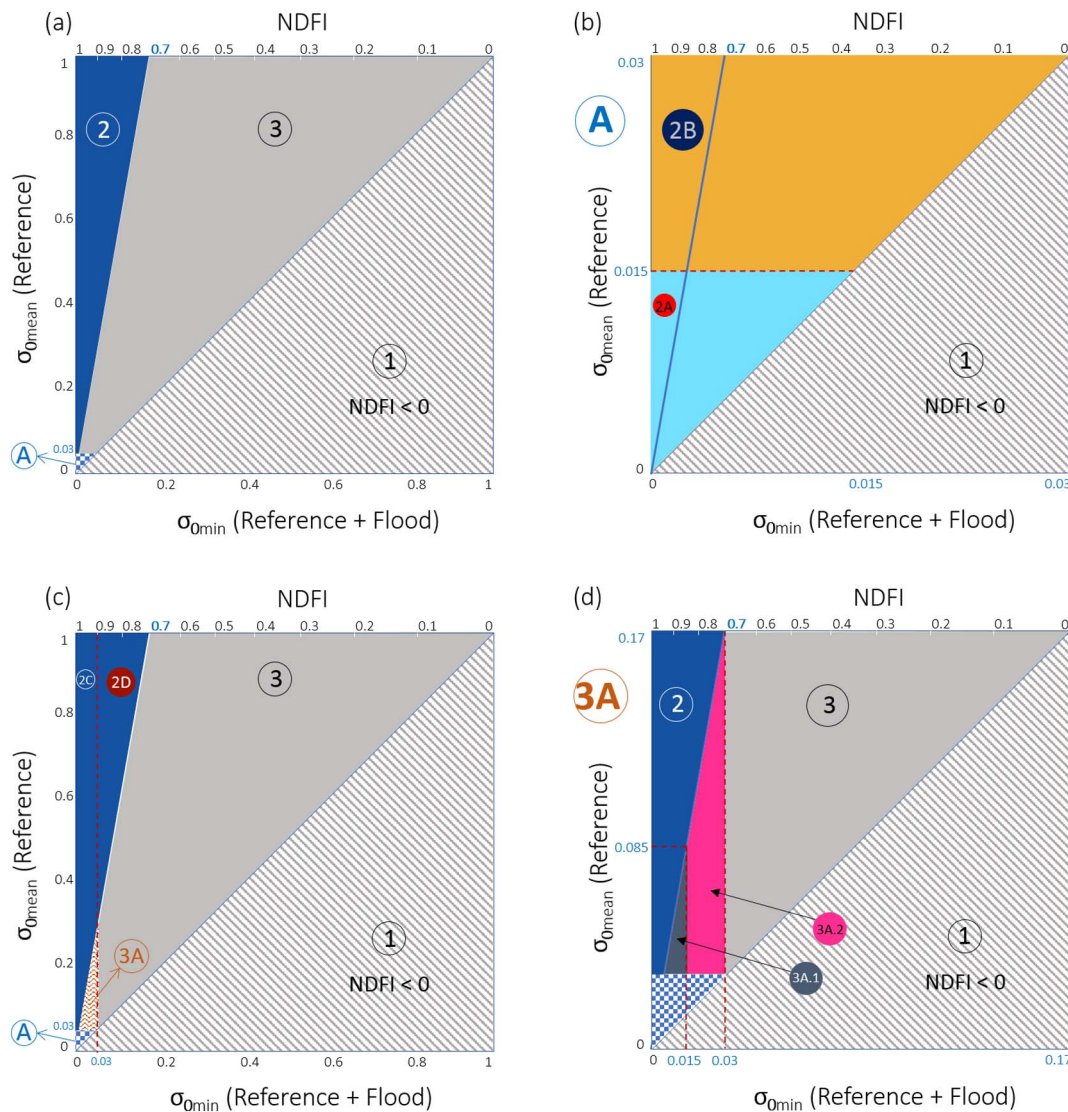 (a)
NDFI
1 0.9 0.8 0.7 0.6 0.5 0.4 0.3 0.2 0.1 0
σ0mean (Reference)
1
0.8
0.6
0.4
0.2
0.03
0
2
3
1
NDFI < 0
A
0 0.2 0.4 0.6 0.8 1
σ0min (Reference + Flood)
(b)
NDFI
1 0.9 0.8 0.7 0.6 0.5 0.4 0.3 0.2 0.1 0
A
σ0mean (Reference)
0.03
0.015
0
2B
2A
1
NDFI < 0
0 0.015 0.03
σ0min (Reference + Flood)
(c)
NDFI
1 0.9 0.8 0.7 0.6 0.5 0.4 0.3 0.2 0.1 0
σ0mean (Reference)
1
0.8
0.6
0.4
0.2
0.03
0
2C
2D
3
3A
1
NDFI < 0
A
0 0.03 0.2 0.4 0.6 0.8 1
σ0min (Reference + Flood)
(d)
NDFI
1 0.9 0.8 0.7 0.6 0.5 0.4 0.3 0.2 0.1 0
3A
σ0mean (Reference)
0.17
0.085
0
2
3
3A.2
3A.1
1
NDFI < 0
0 0.015 0.03 0.17
σ0min (Reference + Flood)